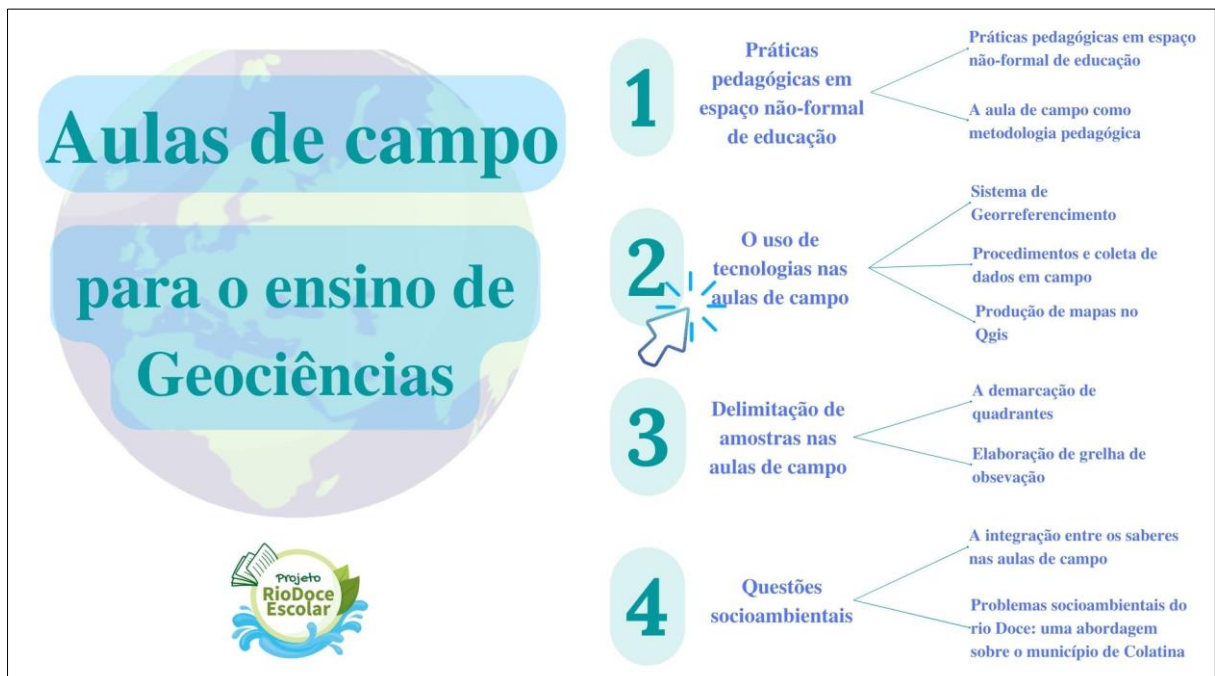 Aulas de campo
para o ensino de
Geociências
Projeto
RioDoce
Escolar
1
Práticas
pedagógicas em
espaço não-formal
de educação
Práticas pedagógicas em espaço
não-formal de educação
A aula de campo como
metodologia pedagógica
2
O uso de
tecnologias nas
aulas de campo
Sistema de
Georreferencimento
Procedimentos e coleta de
dados em campo
Produção de mapas no
Qgis
3
Delimitação de
amostras nas
aulas de campo
A demarcação de
quadrantes
Elaboração de grelha de
obsevação
4
Questões
socioambientais
A integração entre os saberes
nas aulas de campo
Problemas socioambientais do
rio Doce: uma abordagem
sobre o município de Colatina